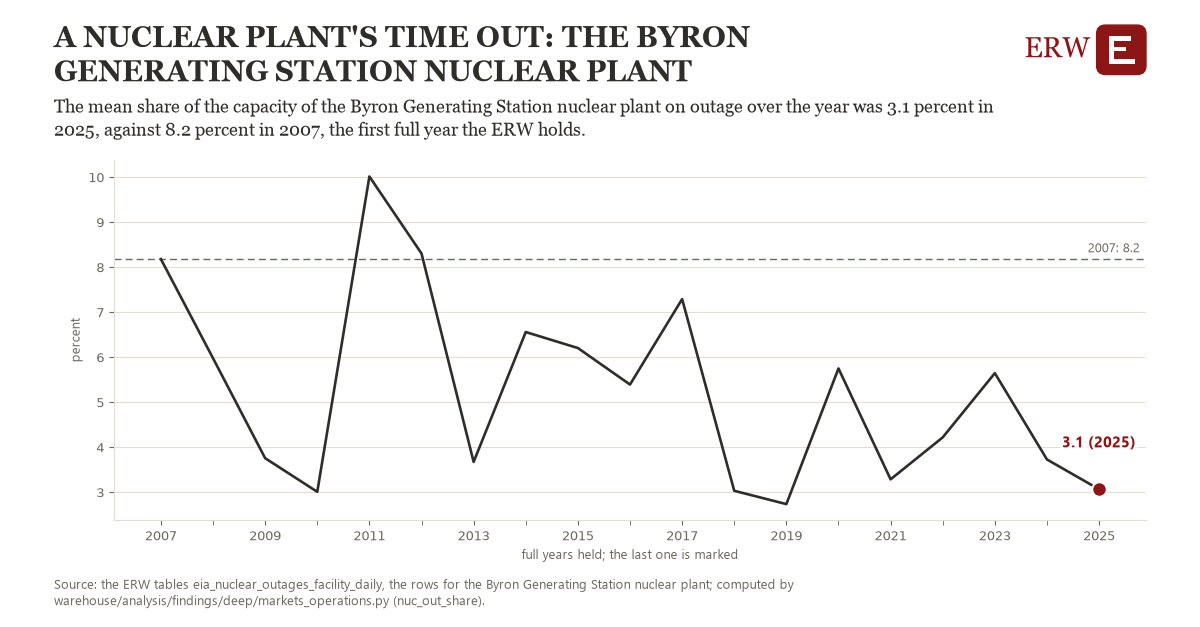 A NUCLEAR PLANT'S TIME OUT: THE BYRON
GENERATING STATION NUCLEAR PLANT
ERW E
The mean share of the capacity of the Byron Generating Station nuclear plant on outage over the year was 3.1 percent in
2025, against 8.2 percent in 2007, the first full year the ERW holds.
10
9
8
7
6
5
4
3
percent
2007: 8.2
3.1 (2025)
2007 2009 2011 2013 2015 2017 2019 2021 2023 2025
full years held; the last one is marked
Source: the ERW tables eia_nuclear_outages_facility_daily, the rows for the Byron Generating Station nuclear plant; computed by
warehouse/analysis/findings/deep/markets_operations.py (nuc_out_share).